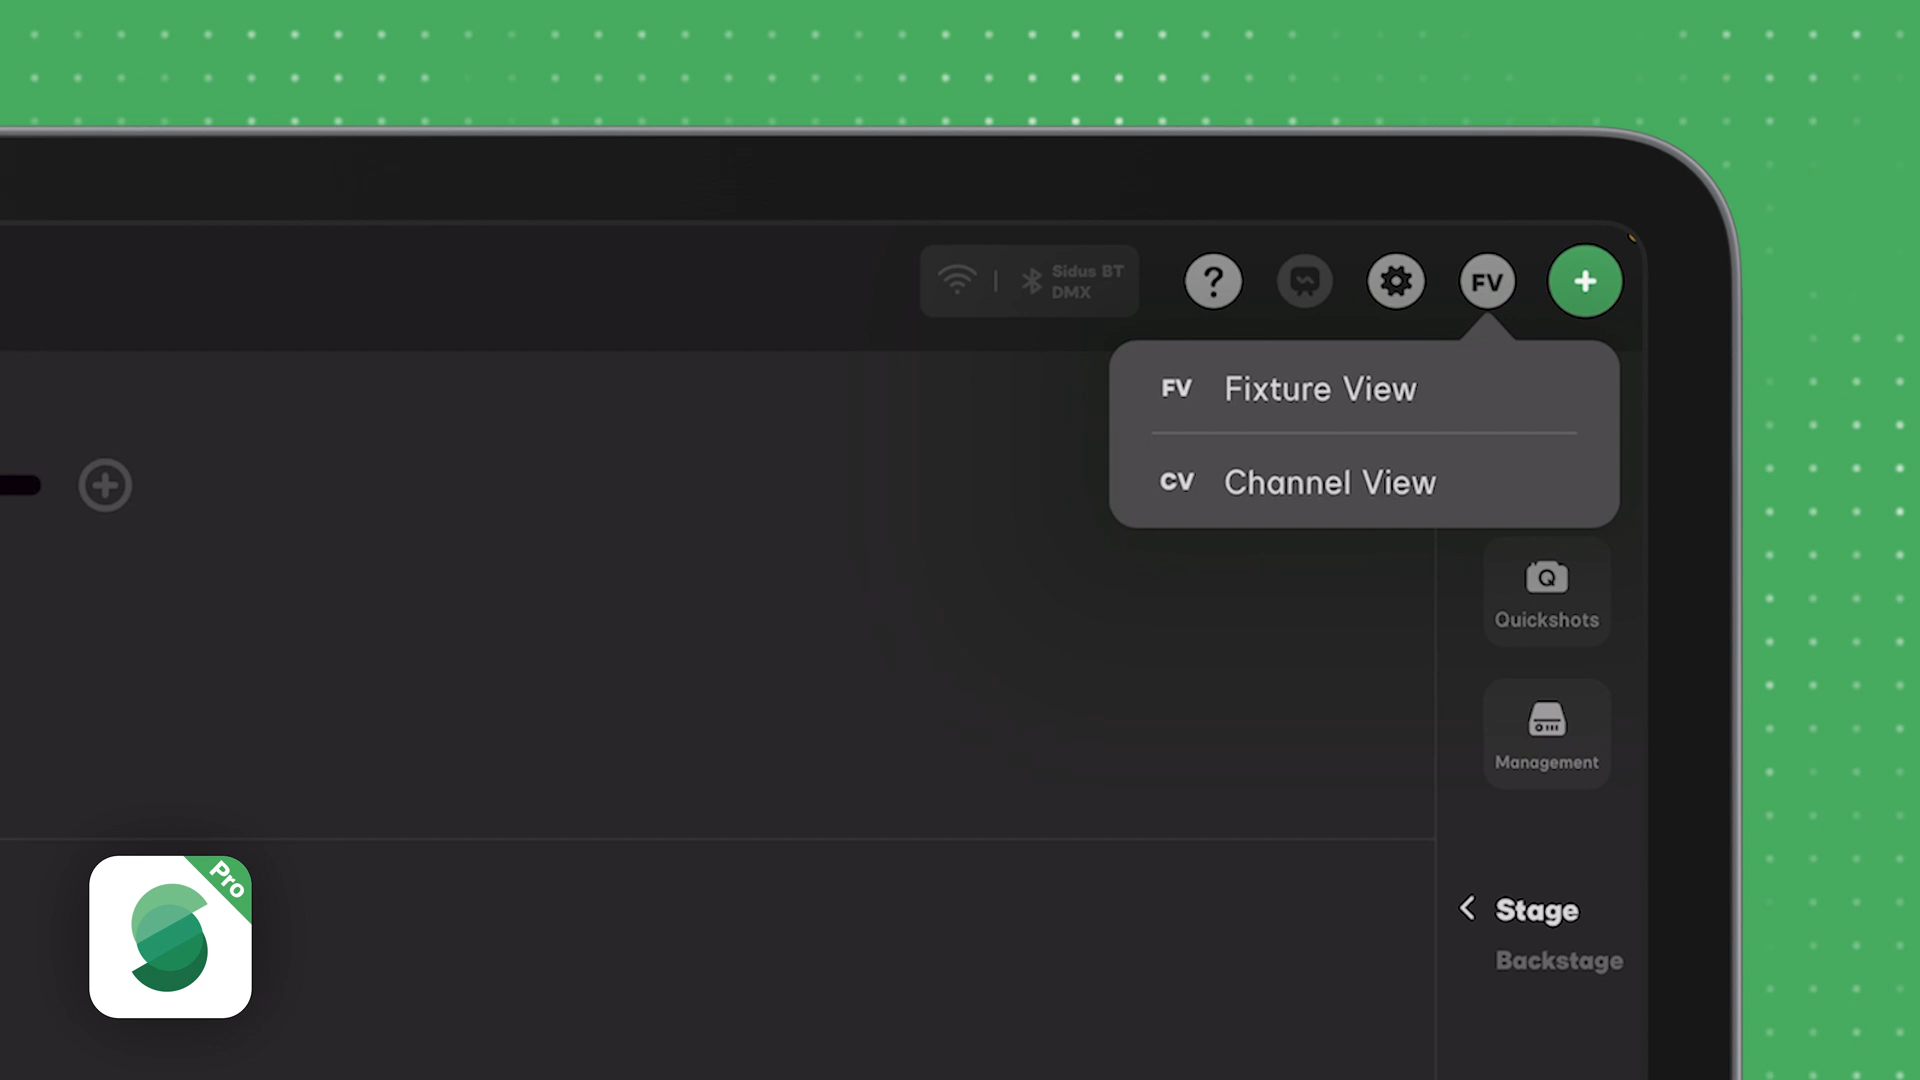 Sidus BT
DMX
?
FV
FV Fixture View
CV Channel View
Q
Quickshots
Management
Stage
Backstage
Pro